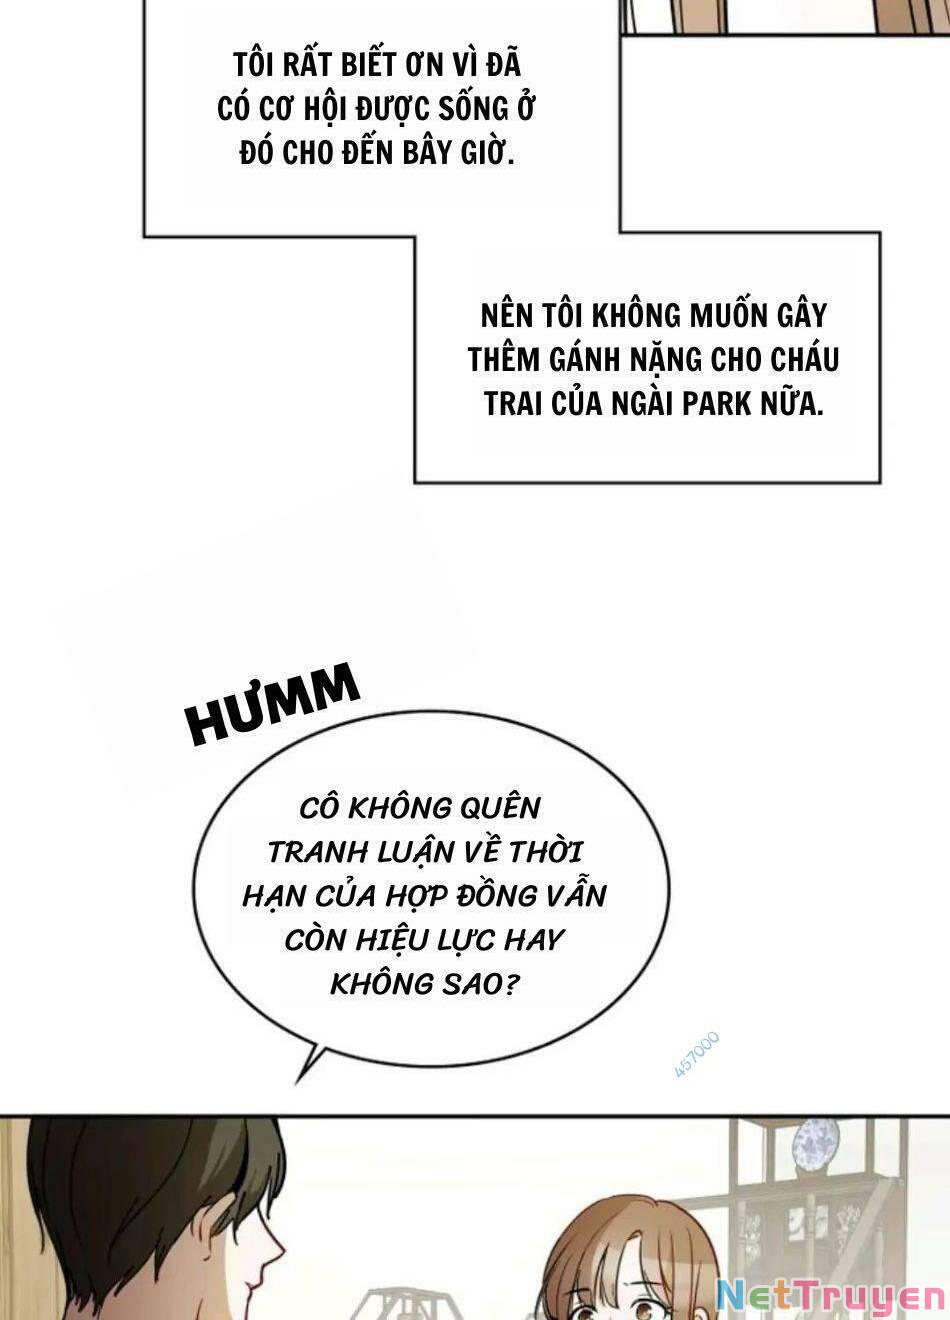 TÔI RẤT BIẾT ƠN VÌ ĐÃ
CÓ CƠ HỘI ĐƯỢC SỐNG Ở
ĐÓ CHO ĐẾN BÂY GIỜ.
NÊN TÔI KHÔNG MUỐN GÂY
THÊM GÁNH NẶNG CHO CHÁU
TRAI CỦA NGÀI PARK NỮA.
HƯMM
CÔ KHÔNG QUÊN
TRANH LUẬN VỀ THỜI
HẠN CỦA HỢP ĐỒNG VẪN
CÒN HIỆU LỰC HAY
KHÔNG SAO?
457000
NetTruyen